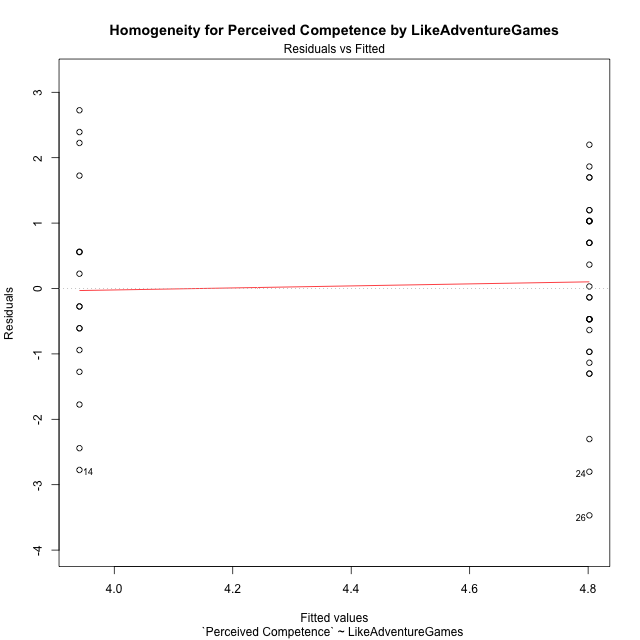 Homogeneity for Perceived Competence by LikeAdventureGames
Residuals vs Fitted
3
2
1
0
-1
-2
-3
-4
Residuals
14
24
26
4.0 4.2 4.4 4.6 4.8
Fitted values
`Perceived Competence` ~ LikeAdventureGames